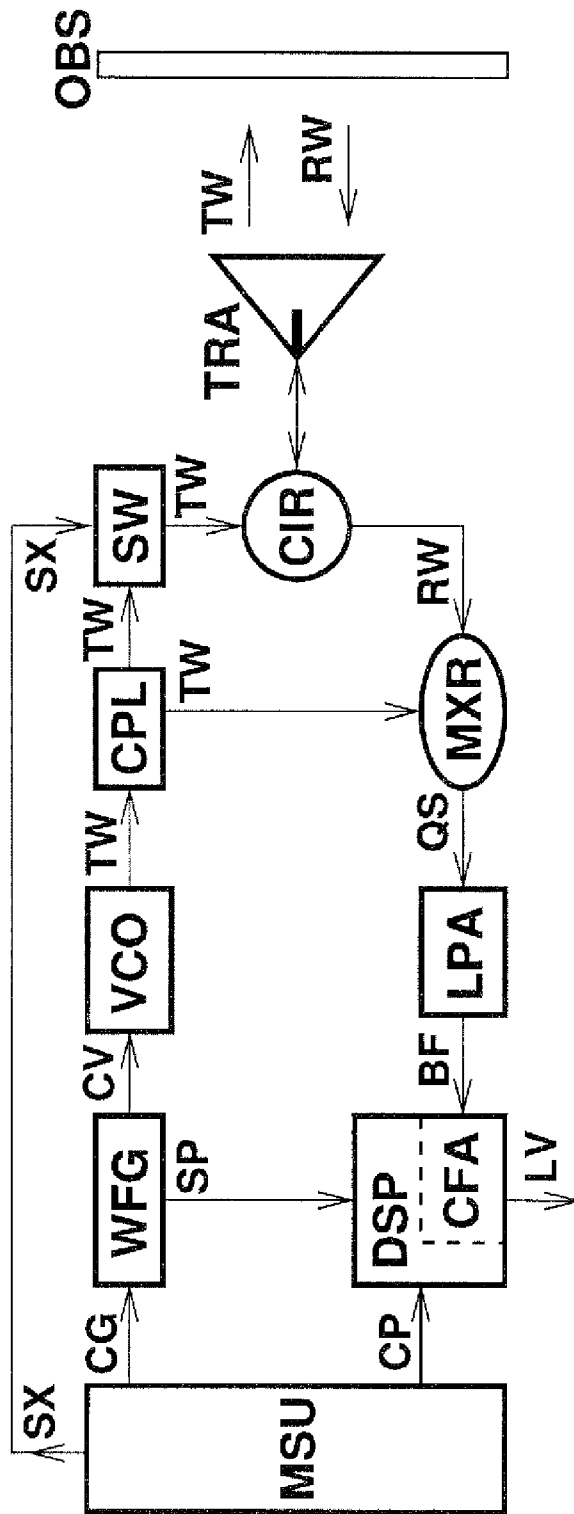 SX
SX
CG
CV
TW
TW
OBS
MSU
WFG
VCO
CPL
SW
SP
TW
TW
TRA
TW
CIR
RW
CP
DSP
CFA
BF
LPA
QS
MXR
RW
LV